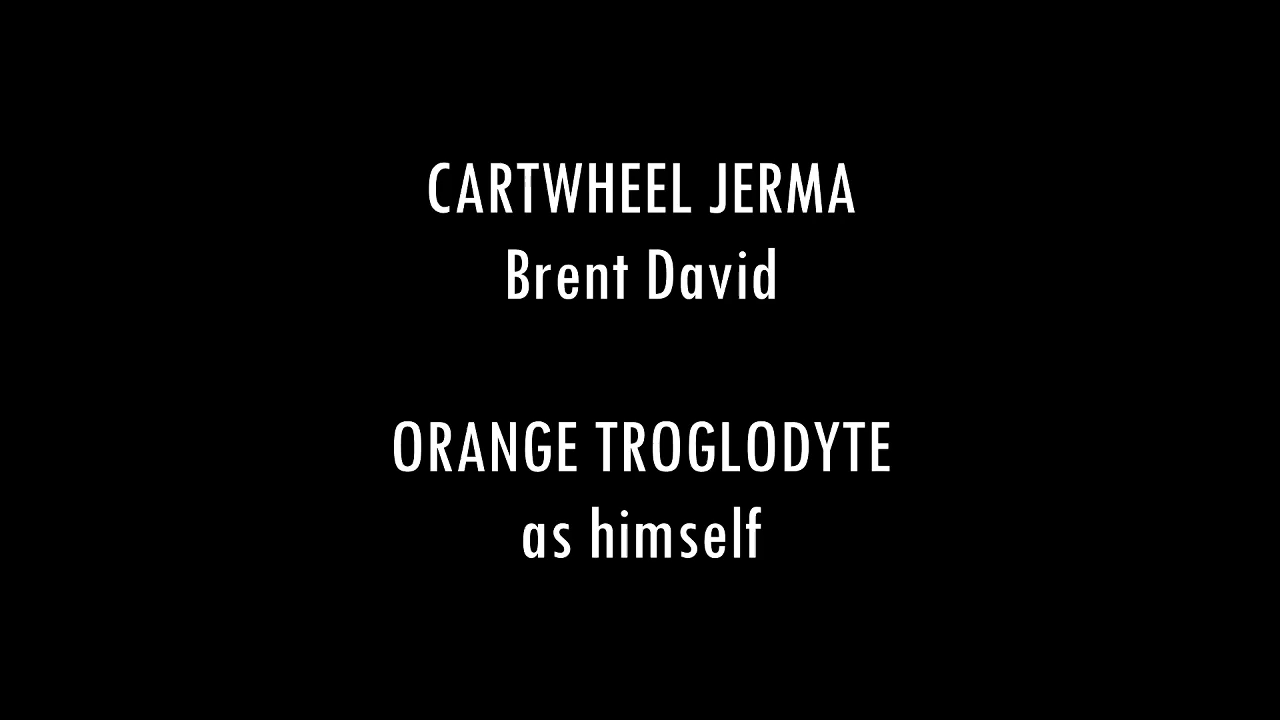 CARTWHEEL JERMA
Brent David
ORANGE TROGLODYTE
as himself